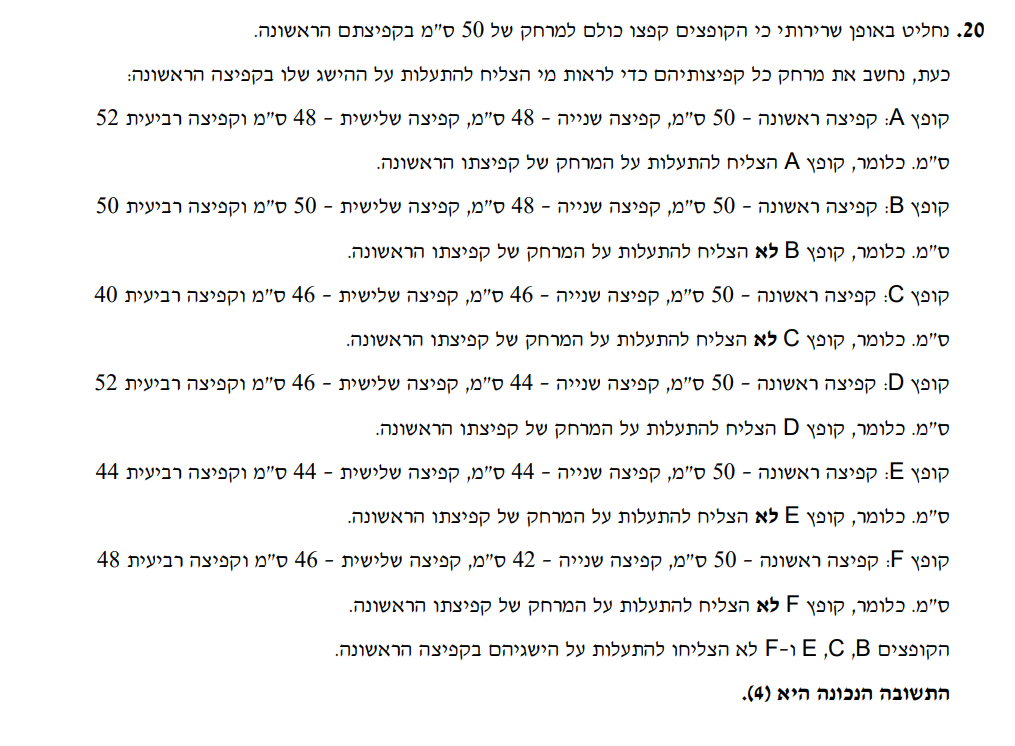 20. נחליט באופן שרירותי כי הקופצים קפצו כולם למרחק של 50 ס"מ בקפיצתם הראשונה.
כעת, נחשב את מרחק כל קפיצותיהם כדי לראות מי הצליח להתעלות על ההישג שלו בקפיצה הראשונה:
קופץ A: קפיצה ראשונה - 50 ס"מ, קפיצה שנייה - 48 ס"מ, קפיצה שלישית - 48 ס"מ וקפיצה רביעית 52
ס"מ. כלומר, קופץ A הצליח להתעלות על המרחק של קפיצתו הראשונה.
קופץ B: קפיצה ראשונה - 50 ס"מ, קפיצה שנייה - 48 ס"מ, קפיצה שלישית - 50 ס"מ וקפיצה רביעית 50
ס"מ. כלומר, קופץ B לא הצליח להתעלות על המרחק של קפיצתו הראשונה.
קופץ C: קפיצה ראשונה - 50 ס"מ, קפיצה שנייה - 46 ס"מ, קפיצה שלישית - 46 ס"מ וקפיצה רביעית 40
ס"מ. כלומר, קופץ C לא הצליח להתעלות על המרחק של קפיצתו הראשונה.
קופץ D: קפיצה ראשונה - 50 ס"מ, קפיצה שנייה - 44 ס"מ, קפיצה שלישית - 46 ס"מ וקפיצה רביעית 52
ס"מ. כלומר, קופץ D הצליח להתעלות על המרחק של קפיצתו הראשונה.
קופץ E: קפיצה ראשונה - 50 ס"מ, קפיצה שנייה - 44 ס"מ, קפיצה שלישית - 44 ס"מ וקפיצה רביעית 44
ס"מ. כלומר, קופץ E לא הצליח להתעלות על המרחק של קפיצתו הראשונה.
קופץ F: קפיצה ראשונה - 50 ס"מ, קפיצה שנייה - 42 ס"מ, קפיצה שלישית - 46 ס"מ וקפיצה רביעית 48
ס"מ. כלומר, קופץ F לא הצליח להתעלות על המרחק של קפיצתו הראשונה.
הקופצים B, C, E ו-F לא הצליחו להתעלות על הישגיהם בקפיצה הראשונה.
התשובה הנכונה היא (4).